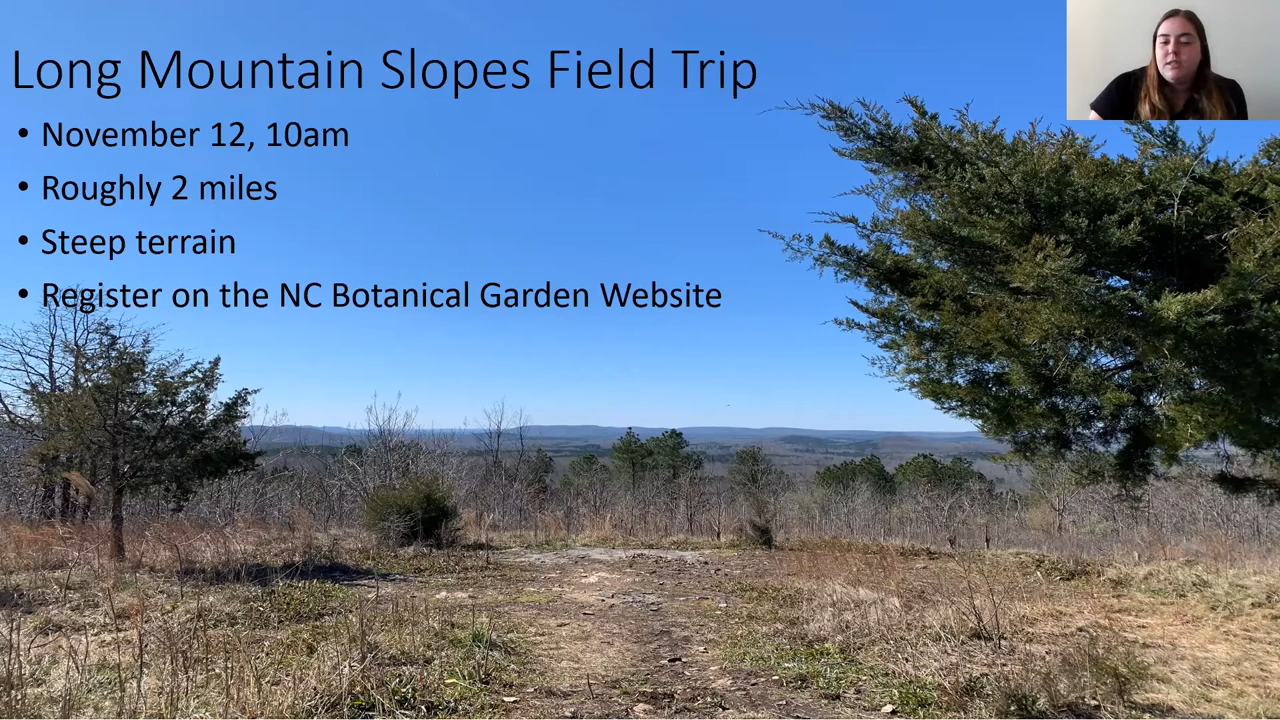 Long Mountain Slopes Field Trip
• November 12, 10am
• Roughly 2 miles
• Steep terrain
• Register on the NC Botanical Garden Website